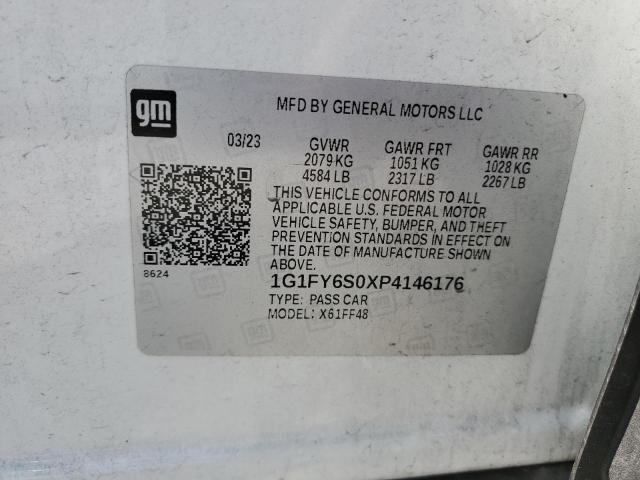 gm
MFD BY GENERAL MOTORS LLC
03/23 GVWR GAWR FRT GAWR RR
2079 KG 1051 KG 1028 KG
4584 LB 2317 LB 2267 LB
THIS VEHICLE CONFORMS TO ALL
APPLICABLE U.S. FEDERAL MOTOR
VEHICLE SAFETY, BUMPER, AND THEFT
PREVENTION STANDARDS IN EFFECT ON
THE DATE OF MANUFACTURE SHOWN
ABOVE.
8624
1G1FY6S0XP4146176
TYPE: PASS CAR
MODEL: X61FF48